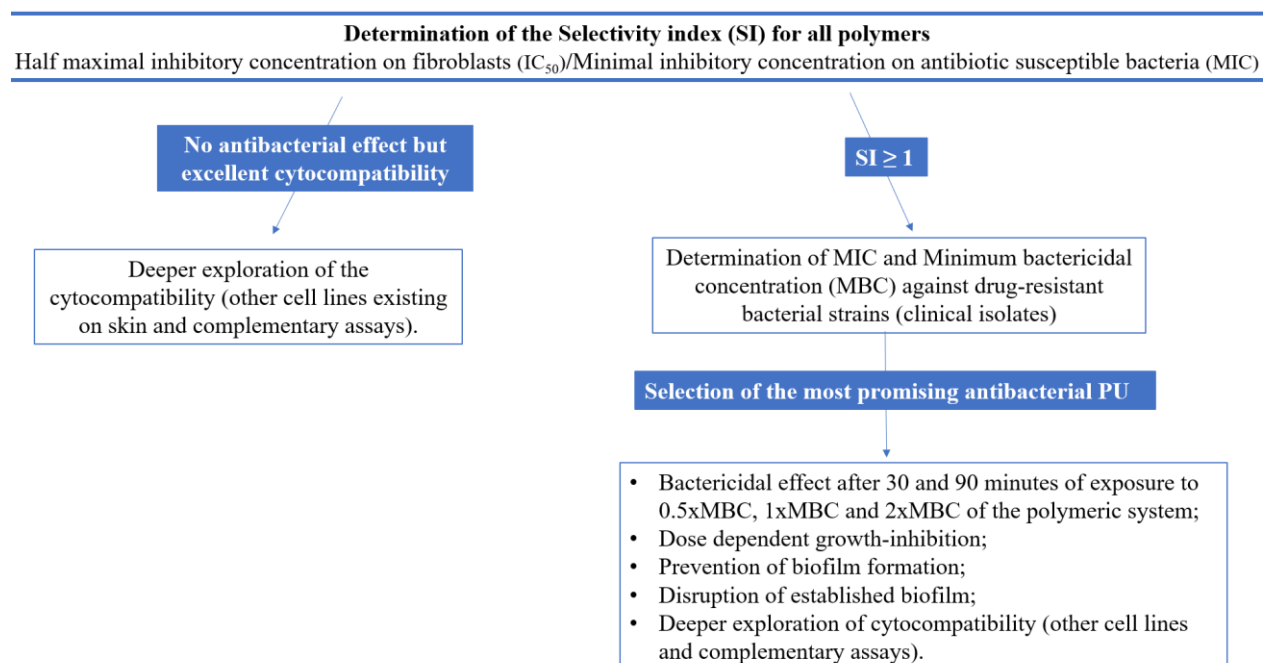 Determination of the Selectivity index (SI) for all polymers
Half maximal inhibitory concentration on fibroblasts (IC₅₀)/Minimal inhibitory concentration on antibiotic susceptible bacteria (MIC)
No antibacterial effect but
excellent cytocompatibility
Deeper exploration of the
cytocompatibility (other cell lines existing
on skin and complementary assays).
SI ≥ 1
Determination of MIC and Minimum bactericidal
concentration (MBC) against drug-resistant
bacterial strains (clinical isolates)
Selection of the most promising antibacterial PU
• Bactericidal effect after 30 and 90 minutes of exposure to
0.5xMBC, 1xMBC and 2xMBC of the polymeric system;
• Dose dependent growth-inhibition;
• Prevention of biofilm formation;
• Disruption of established biofilm;
• Deeper exploration of cytocompatibility (other cell lines
and complementary assays).